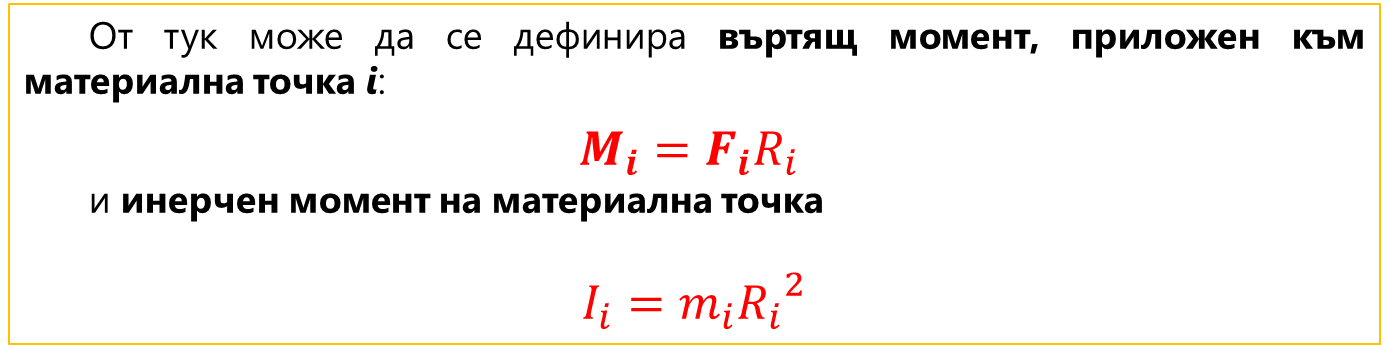 От тук може да се дефинира въртящ момент, приложен към
материална точка i:
Mᵢ = FᵢRᵢ
и инерчен момент на материална точка
Iᵢ = mᵢRᵢ²